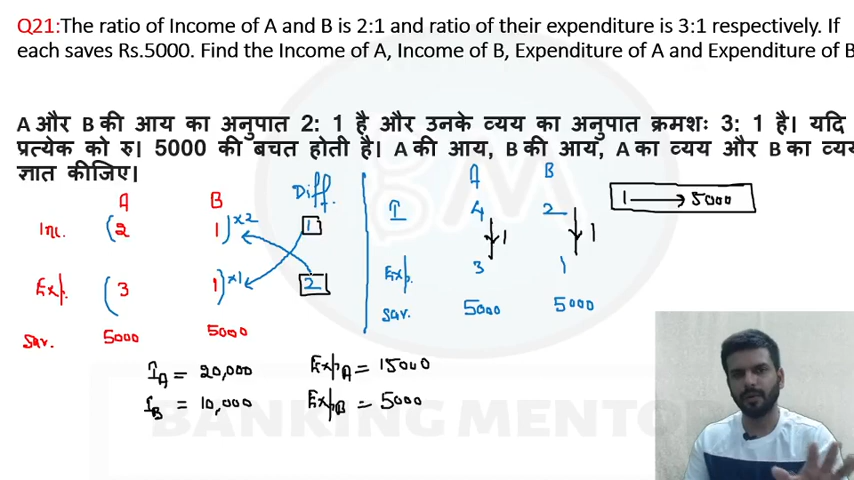 Q21:The ratio of Income of A and B is 2:1 and ratio of their expenditure is 3:1 respectively. If
each saves Rs.5000. Find the Income of A, Income of B, Expenditure of A and Expenditure of B
A और B की आय का अनुपात 2: 1 है और उनके व्यय का अनुपात क्रमशः 3: 1 है। यदि
प्रत्येक को रु। 5000 की बचत होती है। A की आय, B की आय, A का व्यय और B का व्यय
ज्ञात कीजिए।
A B Diff.
Inc. (2 1)×2 1
Exp. (3 1)×1 2
Sav. 5000 5000
A B
I 4 2
1 1
Exp. 3 1
Sav. 5000 5000
1 → 5000
I_A = 20,000 Exp_A = 15000
I_B = 10,000 Exp_B = 5000
BANKING MENTOR